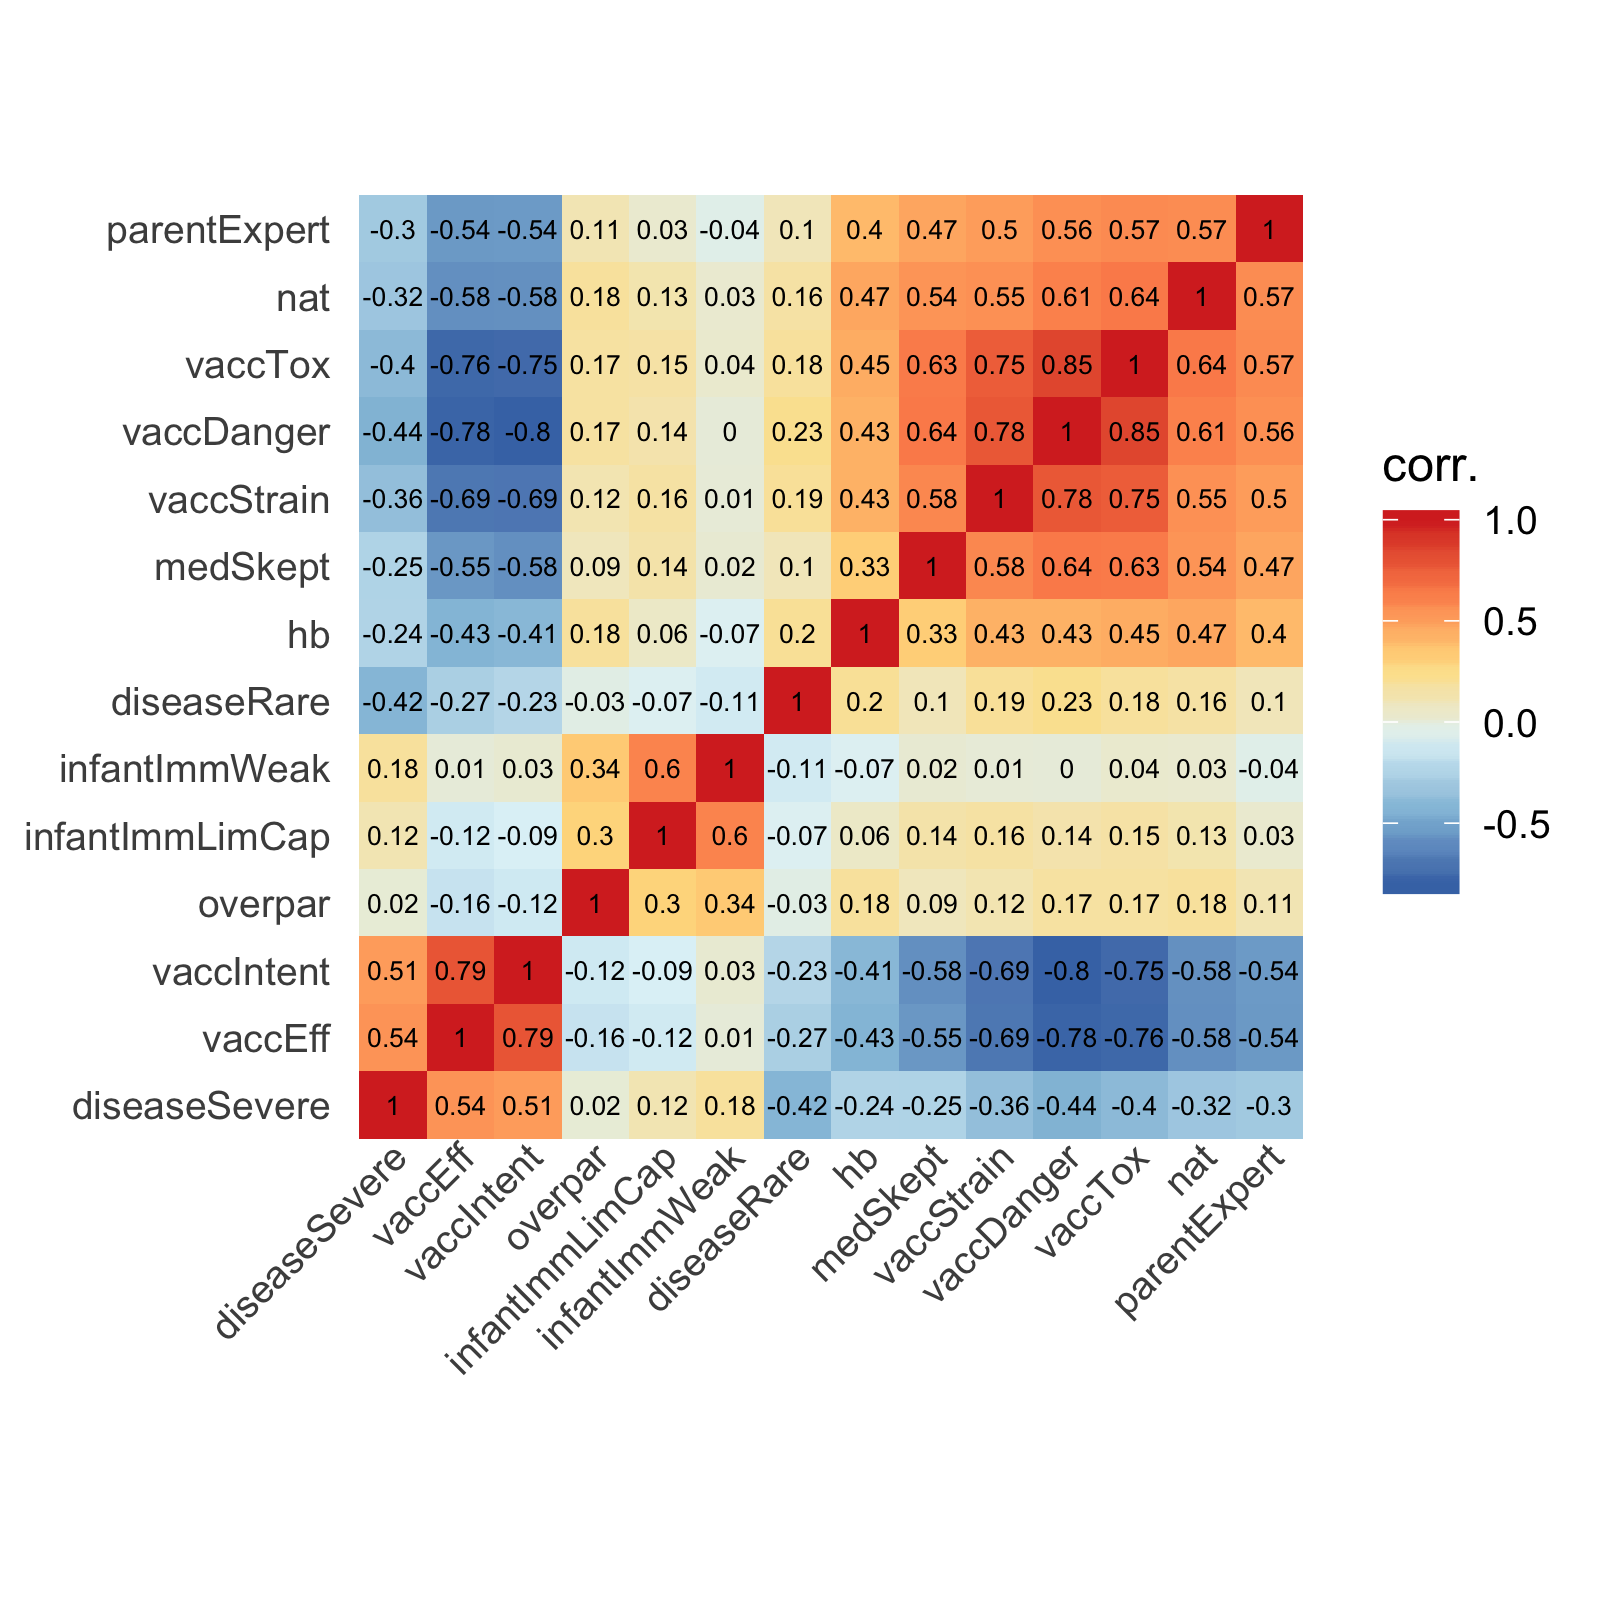 parentExpert -0.3 -0.54 -0.54 0.11 0.03 -0.04 0.1 0.4 0.47 0.5 0.56 0.57 0.57 1
nat -0.32 -0.58 -0.58 0.18 0.13 0.03 0.16 0.47 0.54 0.55 0.61 0.64 1 0.57
vaccTox -0.4 -0.76 -0.75 0.17 0.15 0.04 0.18 0.45 0.63 0.75 0.85 1 0.64 0.57
vaccDanger -0.44 -0.78 -0.8 0.17 0.14 0 0.23 0.43 0.64 0.78 1 0.85 0.61 0.56
vaccStrain -0.36 -0.69 -0.69 0.12 0.16 0.01 0.19 0.43 0.58 1 0.78 0.75 0.55 0.5
medSkept -0.25 -0.55 -0.58 0.09 0.14 0.02 0.1 0.33 1 0.58 0.64 0.63 0.54 0.47
hb -0.24 -0.43 -0.41 0.18 0.06 -0.07 0.2 1 0.33 0.43 0.43 0.45 0.47 0.4
diseaseRare -0.42 -0.27 -0.23 -0.03 -0.07 -0.11 1 0.2 0.1 0.19 0.23 0.18 0.16 0.1
infantImmWeak 0.18 0.01 0.03 0.34 0.6 1 -0.11 -0.07 0.02 0.01 0 0.04 0.03 -0.04
infantImmLimCap 0.12 -0.12 -0.09 0.3 1 0.6 -0.07 0.06 0.14 0.16 0.14 0.15 0.13 0.03
overpar 0.02 -0.16 -0.12 1 0.3 0.34 -0.03 0.18 0.09 0.12 0.17 0.17 0.18 0.11
vaccIntent 0.51 0.79 1 -0.12 -0.09 0.03 -0.23 -0.41 -0.58 -0.69 -0.8 -0.75 -0.58 -0.54
vaccEff 0.54 1 0.79 -0.16 -0.12 0.01 -0.27 -0.43 -0.55 -0.69 -0.78 -0.76 -0.58 -0.54
diseaseSevere 1 0.54 0.51 0.02 0.12 0.18 -0.42 -0.24 -0.25 -0.36 -0.44 -0.4 -0.32 -0.3
diseaseSevere
vaccEff
vaccIntent
overpar
infantImmLimCap
infantImmWeak
diseaseRare
hb
medSkept
vaccStrain
vaccDanger
vaccTox
nat
parentExpert
corr.
1.0
0.5
0.0
-0.5